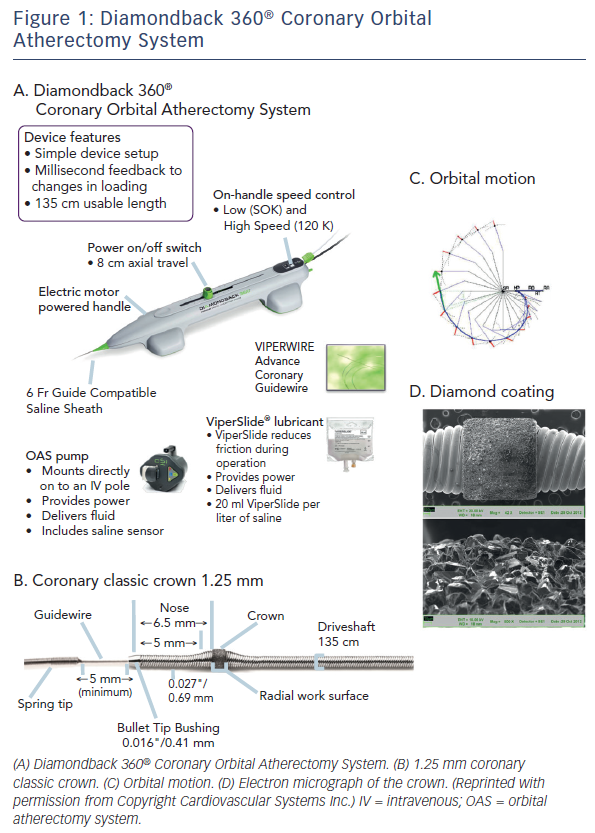 Figure 1: Diamondback 360® Coronary Orbital
Atherectomy System
A. Diamondback 360®
Coronary Orbital Atherectomy System
Device features
• Simple device setup
• Millisecond feedback to
changes in loading
• 135 cm usable length
On-handle speed control
• Low (SOK) and
High Speed (120 K)
Power on/off switch
• 8 cm axial travel
Electric motor
powered handle
DIAMONDBACK
6 Fr Guide Compatible
Saline Sheath
VIPERWIRE
Advance
Coronary
Guidewire
ViperSlide® lubricant
• ViperSlide reduces
friction during
operation
• Provides power
• Delivers fluid
• 20 ml ViperSlide per
liter of saline
OAS pump
• Mounts directly
on to an IV pole
• Provides power
• Delivers fluid
• Includes saline sensor
C. Orbital motion
D. Diamond coating
B. Coronary classic crown 1.25 mm
Guidewire
Nose
6.5 mm
5 mm
Crown
Driveshaft
135 cm
5 mm
(minimum)
Spring tip
0.027"/
0.69 mm
Radial work surface
Bullet Tip Bushing
0.016"/0.41 mm
(A) Diamondback 360® Coronary Orbital Atherectomy System. (B) 1.25 mm coronary
classic crown. (C) Orbital motion. (D) Electron micrograph of the crown. (Reprinted with
permission from Copyright Cardiovascular Systems Inc.) IV = intravenous; OAS = orbital
atherectomy system.